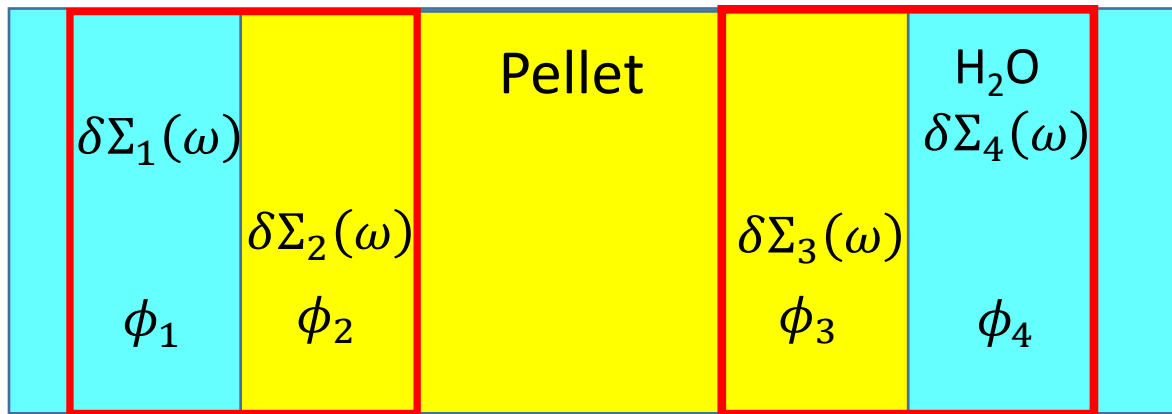 Pellet
H₂O
δΣ₁(ω)
δΣ₄(ω)
δΣ₂(ω)
δΣ₃(ω)
ϕ₁
ϕ₂
ϕ₃
ϕ₄